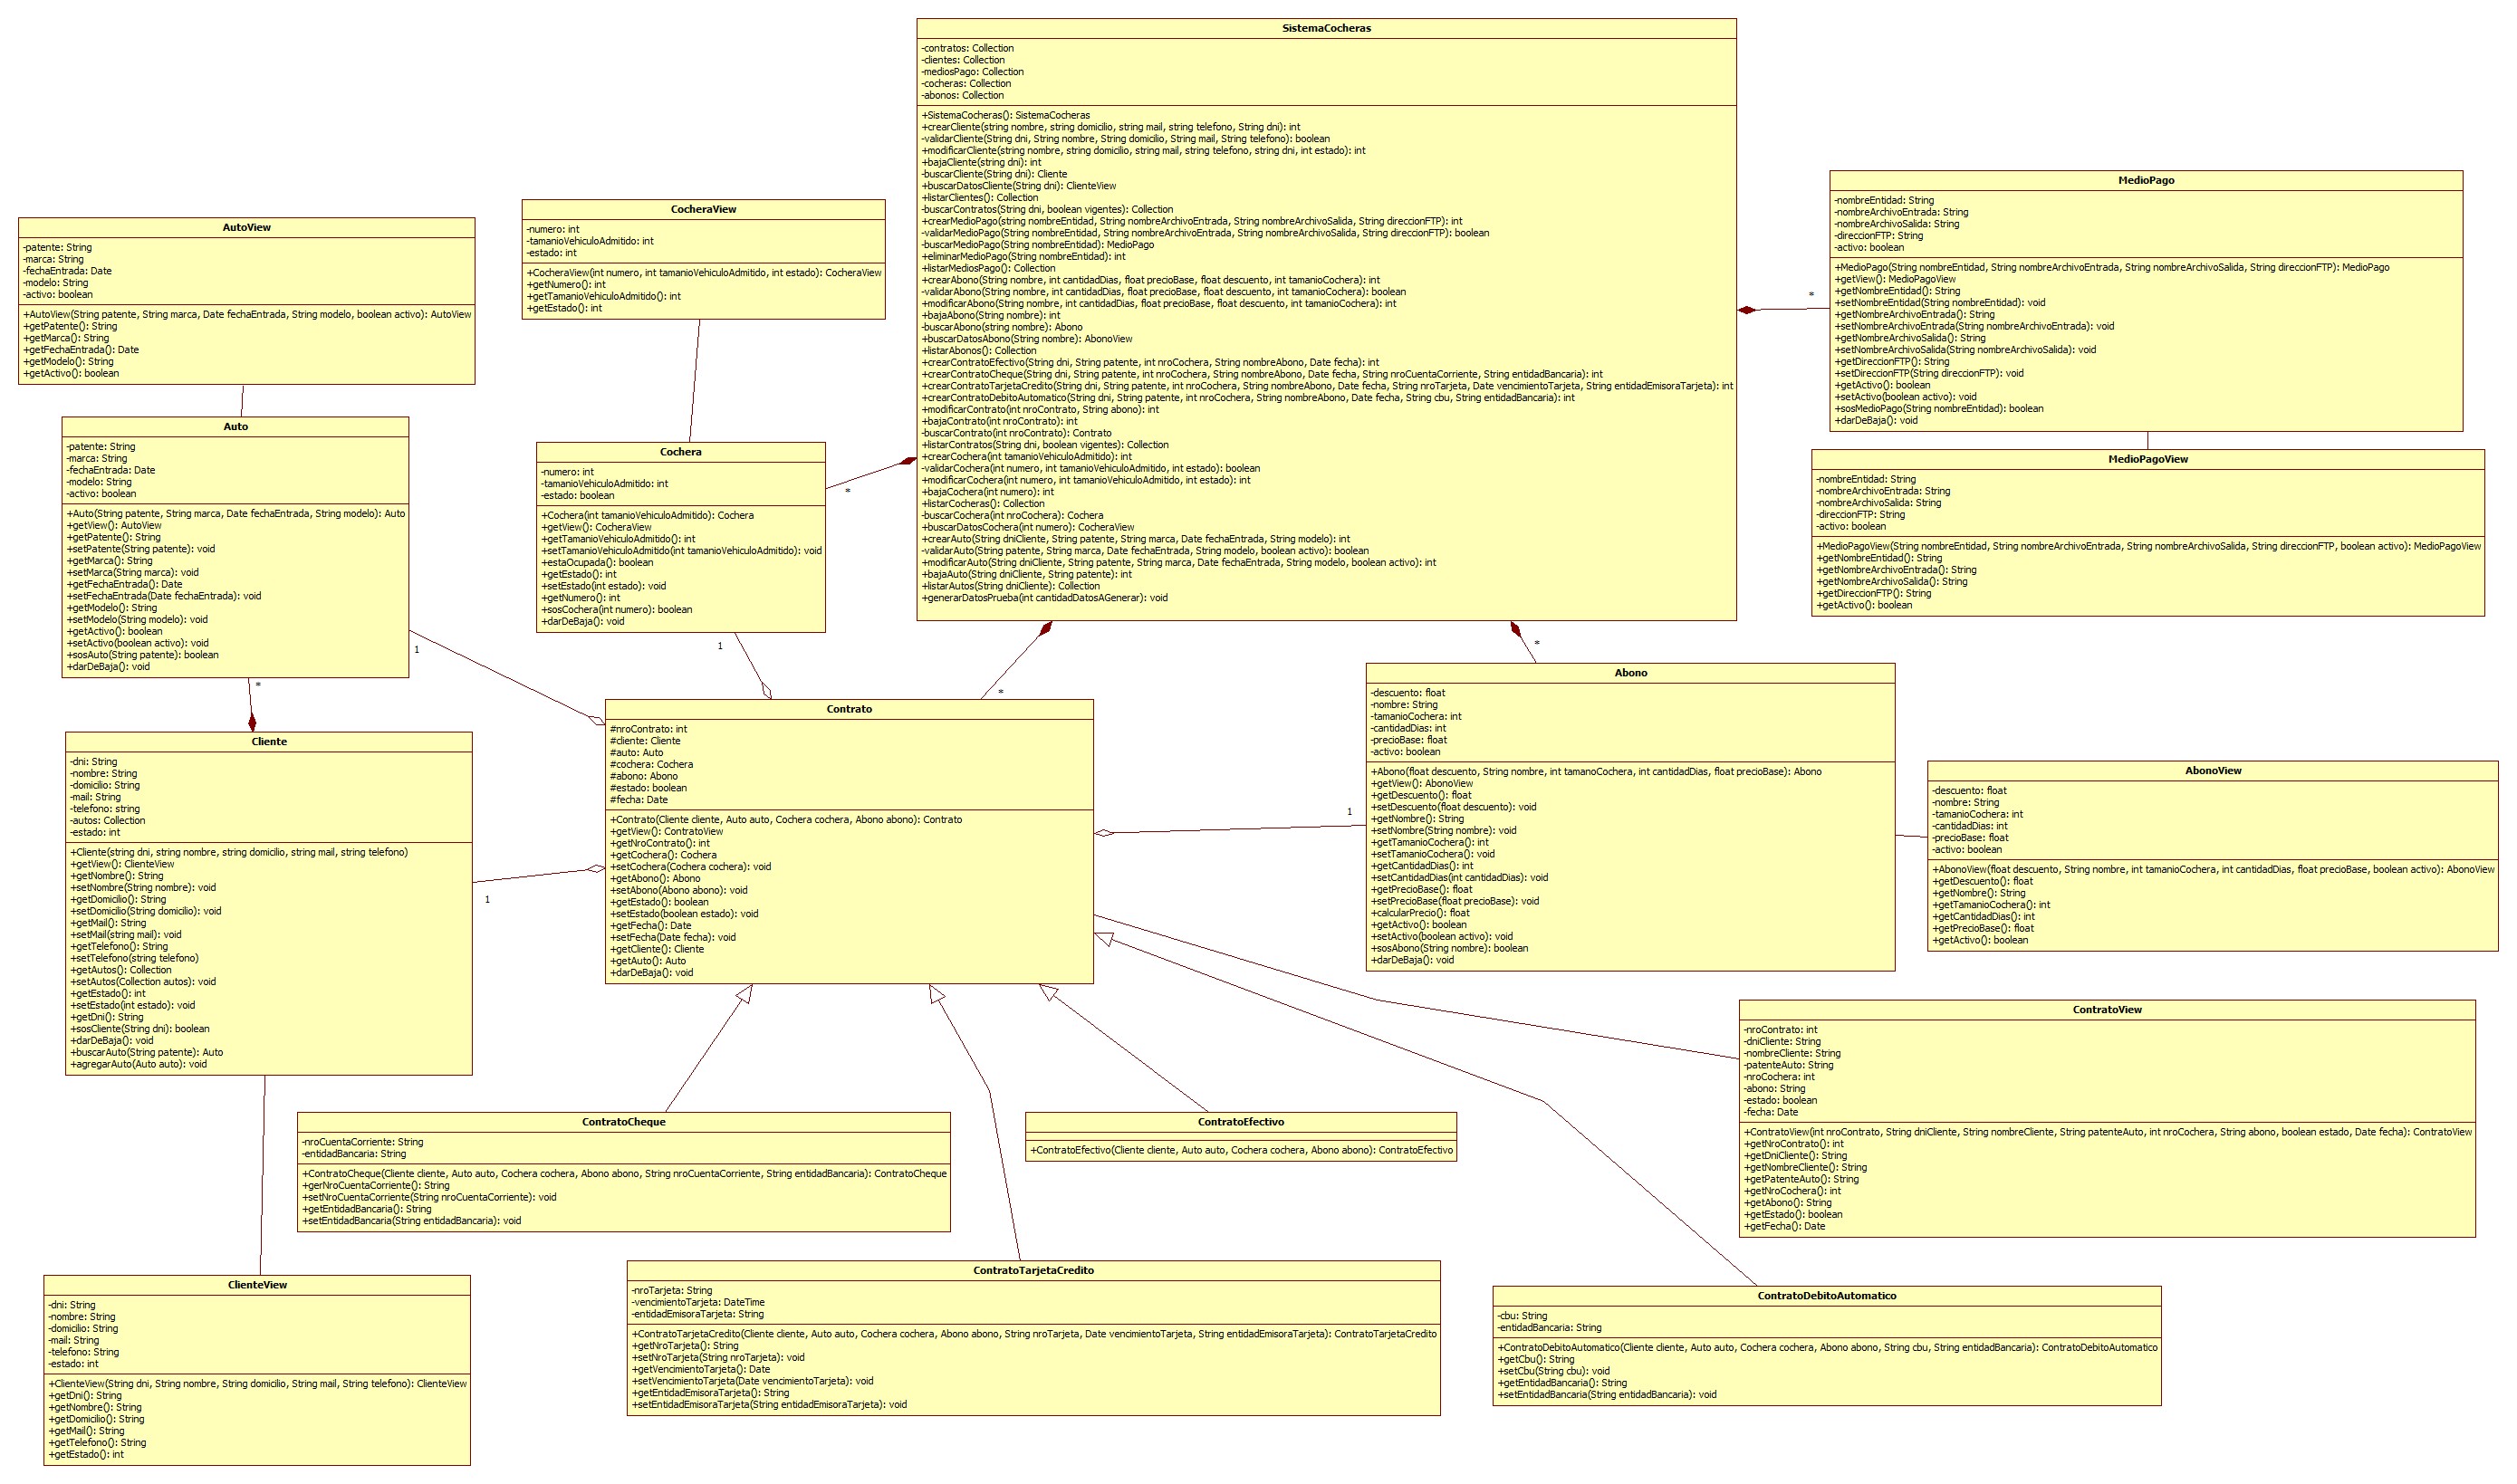 SistemaCocheras
-contratos: Collection
-clientes: Collection
-mediosPago: Collection
-cocheras: Collection
-abonos: Collection
+SistemaCocheras(): SistemaCocheras
+crearCliente(string nombre, string domicilio, string mail, string telefono, String dni): int
-validarCliente(String dni, String nombre, String domicilio, String mail, String telefono): boolean
+modificarCliente(string nombre, string domicilio, string mail, string telefono, string dni, int estado): int
+bajaCliente(string dni): int
-buscarCliente(String dni): Cliente
+buscarDatosCliente(String dni): ClienteView
+listarClientes(): Collection
-buscarContratos(String dni, boolean vigentes): Collection
+crearMedioPago(string nombreEntidad, String nombreArchivoEntrada, String nombreArchivoSalida, String direccionFTP): int
-validarMedioPago(String nombreEntidad, String nombreArchivoEntrada, String nombreArchivoSalida, String direccionFTP): boolean
-buscarMedioPago(String nombreEntidad): MedioPago
+eliminarMedioPago(String nombreEntidad): int
+listarMediosPago(): Collection
+crearAbono(String nombre, int cantidadDias, float precioBase, float descuento, int tamanioCochera): int
-validarAbono(String nombre, int cantidadDias, float precioBase, float descuento, int tamanioCochera): boolean
+modificarAbono(String nombre, int cantidadDias, float precioBase, float descuento, int tamanioCochera): int
+bajaAbono(String nombre): int
-buscarAbono(string nombre): Abono
+buscarDatosAbono(String nombre): AbonoView
+listarAbonos(): Collection
+crearContratoEfectivo(String dni, String patente, int nroCochera, String nombreAbono, Date fecha): int
+crearContratoCheque(String dni, String patente, int nroCochera, String nombreAbono, Date fecha, String nroCuentaCorriente, String entidadBancaria): int
+crearContratoTarjetaCredito(String dni, String patente, int nroCochera, String nombreAbono, Date fecha, String nroTarjeta, Date vencimientoTarjeta, String entidadEmisoraTarjeta): int
+crearContratoDebitoAutomatico(String dni, String patente, int nroCochera, String nombreAbono, Date fecha, String cbu, String entidadBancaria): int
+modificarContrato(int nroContrato, String abono): int
+bajaContrato(int nroContrato): int
-buscarContrato(int nroContrato): Contrato
+listarContratos(String dni, boolean vigentes): Collection
+crearCochera(int tamanioVehiculoAdmitido): int
-validarCochera(int numero, int tamanioVehiculoAdmitido, int estado): boolean
+modificarCochera(int numero, int tamanioVehiculoAdmitido, int estado): int
+bajaCochera(int numero): int
+listarCocheras(): Collection
-buscarCochera(int nroCochera): Cochera
+buscarDatosCochera(int numero): CocheraView
+crearAuto(String dniCliente, String patente, String marca, Date fechaEntrada, String modelo): int
-validarAuto(String patente, String marca, Date fechaEntrada, String modelo, boolean activo): boolean
+modificarAuto(String dniCliente, String patente, String marca, Date fechaEntrada, String modelo, boolean activo): int
+bajaAuto(String dniCliente, String patente): int
+listarAutos(String dniCliente): Collection
+generarDatosPrueba(int cantidadDatosAGenerar): void
MedioPago
-nombreEntidad: String
-nombreArchivoEntrada: String
-nombreArchivoSalida: String
-direccionFTP: String
-activo: boolean
+MedioPago(String nombreEntidad, String nombreArchivoEntrada, String nombreArchivoSalida, String direccionFTP): MedioPago
+getView(): MedioPagoView
+getNombreEntidad(): String
+setNombreEntidad(String nombreEntidad): void
+getNombreArchivoEntrada(): String
+setNombreArchivoEntrada(String nombreArchivoEntrada): void
+getNombreArchivoSalida(): String
+setNombreArchivoSalida(String nombreArchivoSalida): void
+getDireccionFTP(): String
+setDireccionFTP(String direccionFTP): void
+getActivo(): boolean
+setActivo(boolean activo): void
+sosMedioPago(String nombreEntidad): boolean
+darDeBaja(): void
*
CocheraView
-numero: int
-tamanioVehiculoAdmitido: int
-estado: int
+CocheraView(int numero, int tamanioVehiculoAdmitido, int estado): CocheraView
+getNumero(): int
+getTamanioVehiculoAdmitido(): int
+getEstado(): int
AutoView
-patente: String
-marca: String
-fechaEntrada: Date
-modelo: String
-activo: boolean
+AutoView(String patente, String marca, Date fechaEntrada, String modelo, boolean activo): AutoView
+getPatente(): String
+getMarca(): String
+getFechaEntrada(): Date
+getModelo(): String
+getActivo(): boolean
Auto
-patente: String
-marca: String
-fechaEntrada: Date
-modelo: String
-activo: boolean
+Auto(String patente, String marca, Date fechaEntrada, String modelo): Auto
+getView(): AutoView
+getPatente(): String
+setPatente(String patente): void
+getMarca(): String
+setMarca(String marca): void
+getFechaEntrada(): Date
+setFechaEntrada(Date fechaEntrada): void
+getModelo(): String
+setModelo(String modelo): void
+getActivo(): boolean
+setActivo(boolean activo): void
+sosAuto(String patente): boolean
+darDeBaja(): void
1
*
Cochera
-numero: int
-tamanioVehiculoAdmitido: int
-estado: boolean
+Cochera(int tamanioVehiculoAdmitido): Cochera
+getView(): CocheraView
+getTamanioVehiculoAdmitido(): int
+setTamanioVehiculoAdmitido(int tamanioVehiculoAdmitido): void
+estaOcupada(): boolean
+getEstado(): int
+setEstado(int estado): void
+getNumero(): int
+sosCochera(int numero): boolean
+darDeBaja(): void
*
1
MedioPagoView
-nombreEntidad: String
-nombreArchivoEntrada: String
-nombreArchivoSalida: String
-direccionFTP: String
-activo: boolean
+MedioPagoView(String nombreEntidad, String nombreArchivoEntrada, String nombreArchivoSalida, String direccionFTP, boolean activo): MedioPagoView
+getNombreEntidad(): String
+getNombreArchivoEntrada(): String
+getNombreArchivoSalida(): String
+getDireccionFTP(): String
+getActivo(): boolean
*
*
Abono
-descuento: float
-nombre: String
-tamanioCochera: int
-cantidadDias: int
-precioBase: float
-activo: boolean
+Abono(float descuento, String nombre, int tamanoCochera, int cantidadDias, float precioBase): Abono
+getView(): AbonoView
+getDescuento(): float
+setDescuento(float descuento): void
+getNombre(): String
+setNombre(String nombre): void
+getTamanioCochera(): int
+setTamanioCochera(): void
+getCantidadDias(): int
+setCantidadDias(int cantidadDias): void
+getPrecioBase(): float
+setPrecioBase(float precioBase): void
+calcularPrecio(): float
+getActivo(): boolean
+setActivo(boolean activo): void
+sosAbono(String nombre): boolean
+darDeBaja(): void
1
Contrato
#nroContrato: int
#cliente: Cliente
#auto: Auto
#cochera: Cochera
#abono: Abono
#estado: boolean
#fecha: Date
+Contrato(Cliente cliente, Auto auto, Cochera cochera, Abono abono): Contrato
+getView(): ContratoView
+getNroContrato(): int
+getCochera(): Cochera
+setCochera(Cochera cochera): void
+getAbono(): Abono
+setAbono(Abono abono): void
+getEstado(): boolean
+setEstado(boolean estado): void
+getFecha(): Date
+setFecha(Date fecha): void
+getCliente(): Cliente
+getAuto(): Auto
+darDeBaja(): void
Cliente
-dni: String
-nombre: String
-domicilio: String
-mail: String
-telefono: string
-autos: Collection
-estado: int
+Cliente(string dni, string nombre, string domicilio, string mail, string telefono)
+getView(): ClienteView
+getNombre(): String
+setNombre(String nombre): void
+getDomicilio(): String
+setDomicilio(String domicilio): void
+getMail(): String
+setMail(string mail): void
+getTelefono(): String
+setTelefono(string telefono)
+getAutos(): Collection
+setAutos(Collection autos): void
+getEstado(): int
+setEstado(int estado): void
+getDni(): String
+sosCliente(String dni): boolean
+darDeBaja(): void
+buscarAuto(String patente): Auto
+agregarAuto(Auto auto): void
1
AbonoView
-descuento: float
-nombre: String
-tamanioCochera: int
-cantidadDias: int
-precioBase: float
-activo: boolean
+AbonoView(float descuento, String nombre, int tamanioCochera, int cantidadDias, float precioBase, boolean activo): AbonoView
+getDescuento(): float
+getNombre(): String
+getTamanioCochera(): int
+getCantidadDias(): int
+getPrecioBase(): float
+getActivo(): boolean
ContratoView
-nroContrato: int
-dniCliente: String
-nombreCliente: String
-patenteAuto: String
-nroCochera: int
-abono: String
-estado: boolean
-fecha: Date
+ContratoView(int nroContrato, String dniCliente, String nombreCliente, String patenteAuto, int nroCochera, String abono, boolean estado, Date fecha): ContratoView
+getNroContrato(): int
+getDniCliente(): String
+getNombreCliente(): String
+getPatenteAuto(): String
+getNroCochera(): int
+getAbono(): String
+getEstado(): boolean
+getFecha(): Date
ContratoCheque
-nroCuentaCorriente: String
-entidadBancaria: String
+ContratoCheque(Cliente cliente, Auto auto, Cochera cochera, Abono abono, String nroCuentaCorriente, String entidadBancaria): ContratoCheque
+gerNroCuentaCorriente(): String
+setNroCuentaCorriente(String nroCuentaCorriente): void
+getEntidadBancaria(): String
+setEntidadBancaria(String entidadBancaria): void
ContratoEfectivo
+ContratoEfectivo(Cliente cliente, Auto auto, Cochera cochera, Abono abono): ContratoEfectivo
ContratoTarjetaCredito
-nroTarjeta: String
-vencimientoTarjeta: DateTime
-entidadEmisoraTarjeta: String
+ContratoTarjetaCredito(Cliente cliente, Auto auto, Cochera cochera, Abono abono, String nroTarjeta, Date vencimientoTarjeta, String entidadEmisoraTarjeta): ContratoTarjetaCredito
+getNroTarjeta(): String
+setNroTarjeta(String nroTarjeta): void
+getVencimientoTarjeta(): Date
+setVencimientoTarjeta(Date vencimientoTarjeta): void
+getEntidadEmisoraTarjeta(): String
+setEntidadEmisoraTarjeta(String entidadEmisoraTarjeta): void
ContratoDebitoAutomatico
-cbu: String
-entidadBancaria: String
+ContratoDebitoAutomatico(Cliente cliente, Auto auto, Cochera cochera, Abono abono, String cbu, String entidadBancaria): ContratoDebitoAutomatico
+getCbu(): String
+setCbu(String cbu): void
+getEntidadBancaria(): String
+setEntidadBancaria(String entidadBancaria): void
ClienteView
-dni: String
-nombre: String
-domicilio: String
-mail: String
-telefono: String
-estado: int
+ClienteView(String dni, String nombre, String domicilio, String mail, String telefono): ClienteView
+getDni(): String
+getNombre(): String
+getDomicilio(): String
+getMail(): String
+getTelefono(): String
+getEstado(): int